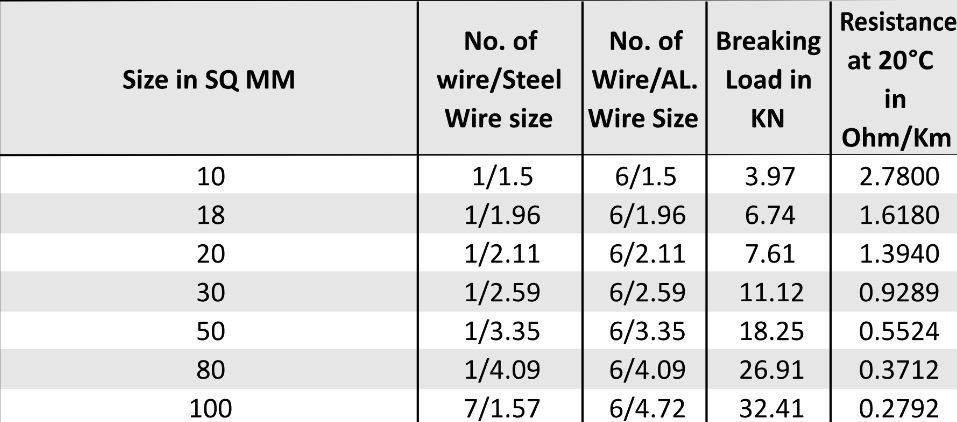 Size in SQ MM
No. of
wire/Steel
Wire size
No. of
Wire/AL.
Wire Size
Breaking
Load in
KN
Resistance
at 20°C
in
Ohm/Km
10 1/1.5 6/1.5 3.97 2.7800
18 1/1.96 6/1.96 6.74 1.6180
20 1/2.11 6/2.11 7.61 1.3940
30 1/2.59 6/2.59 11.12 0.9289
50 1/3.35 6/3.35 18.25 0.5524
80 1/4.09 6/4.09 26.91 0.3712
100 7/1.57 6/4.72 32.41 0.2792